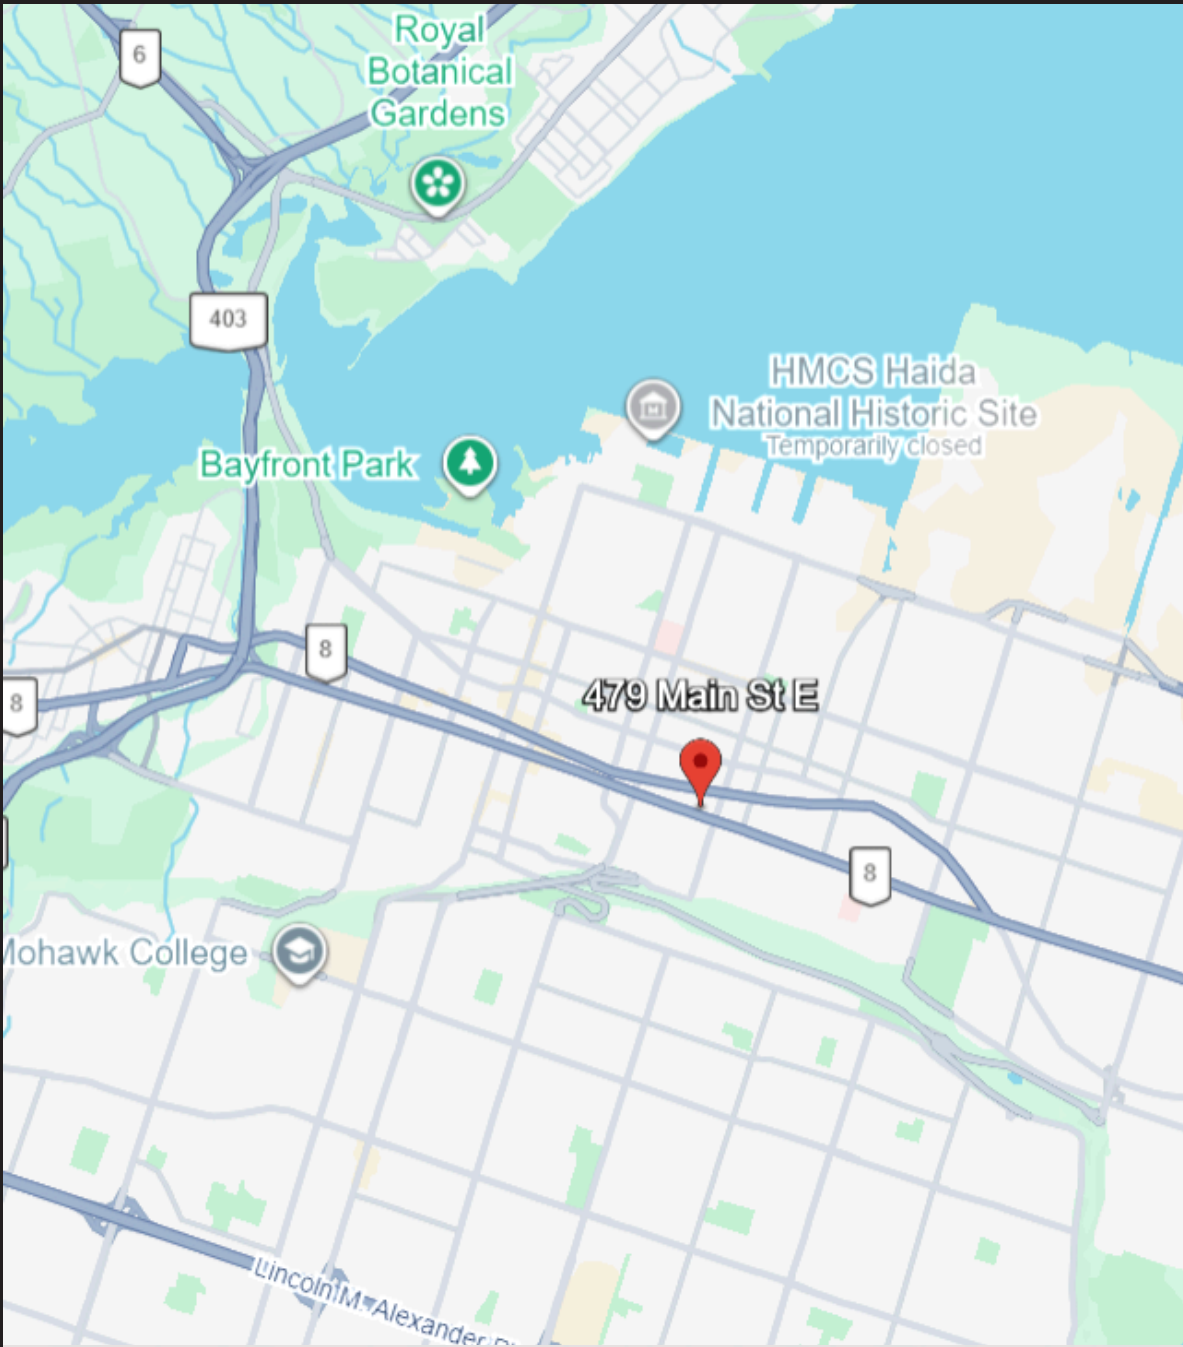 6
Royal
Botanical
Gardens
403
HMCS Haida
National Historic Site
Temporarily closed
Bayfront Park
8
8
479 Main St E
8
Mohawk College
Lincoln M. Alexander